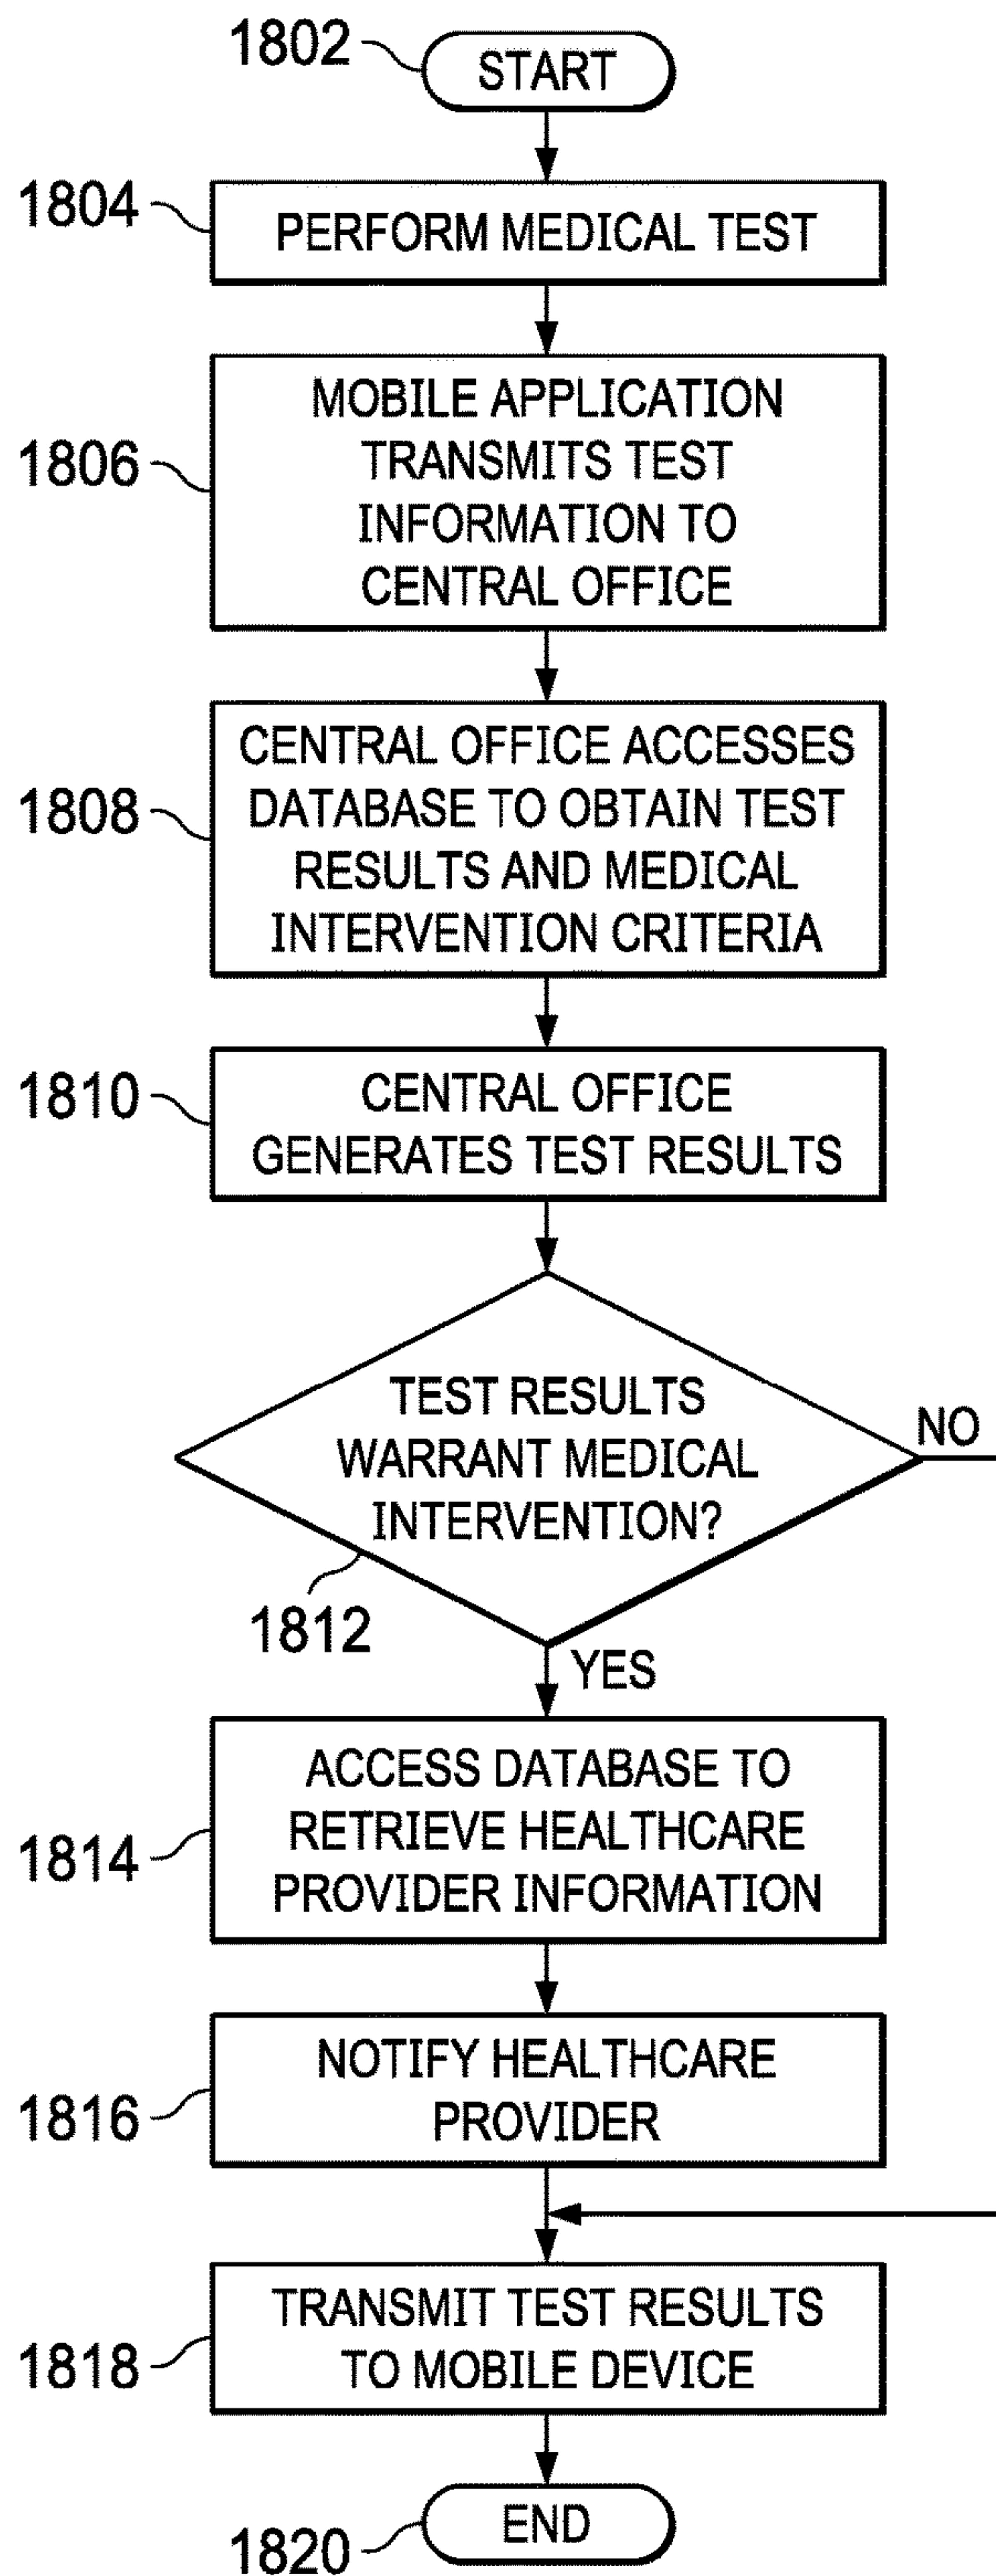 1802
START
1804
PERFORM MEDICAL TEST
1806
MOBILE APPLICATION
TRANSMITS TEST
INFORMATION TO
CENTRAL OFFICE
1808
CENTRAL OFFICE ACCESSES
DATABASE TO OBTAIN TEST
RESULTS AND MEDICAL
INTERVENTION CRITERIA
1810
CENTRAL OFFICE
GENERATES TEST RESULTS
TEST RESULTS
WARRANT MEDICAL
INTERVENTION?
NO
1812
YES
1814
ACCESS DATABASE TO
RETRIEVE HEALTHCARE
PROVIDER INFORMATION
1816
NOTIFY HEALTHCARE
PROVIDER
1818
TRANSMIT TEST RESULTS
TO MOBILE DEVICE
1820
END